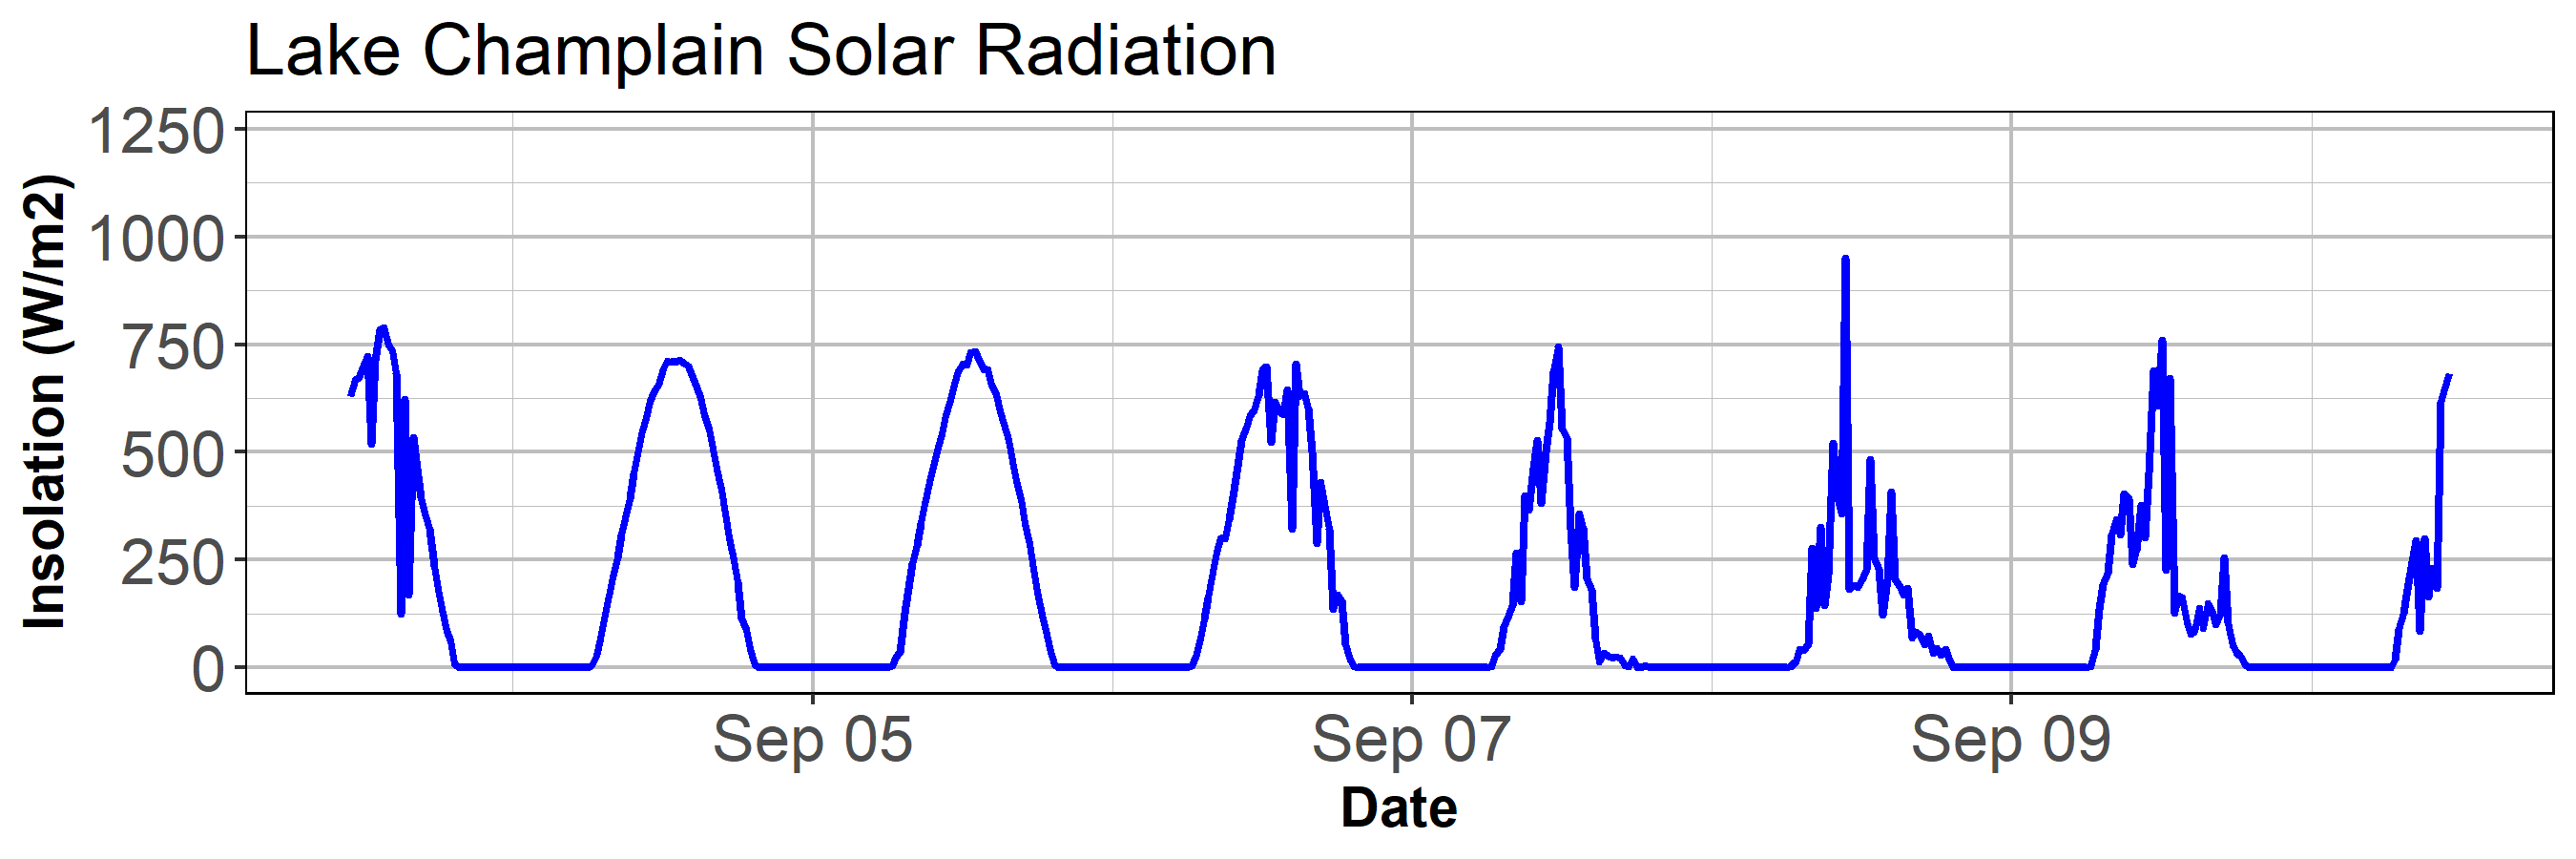 Lake Champlain Solar Radiation
Insolation (W/m2)
1250
1000
750
500
250
0
Sep 05 Sep 07 Sep 09
Date